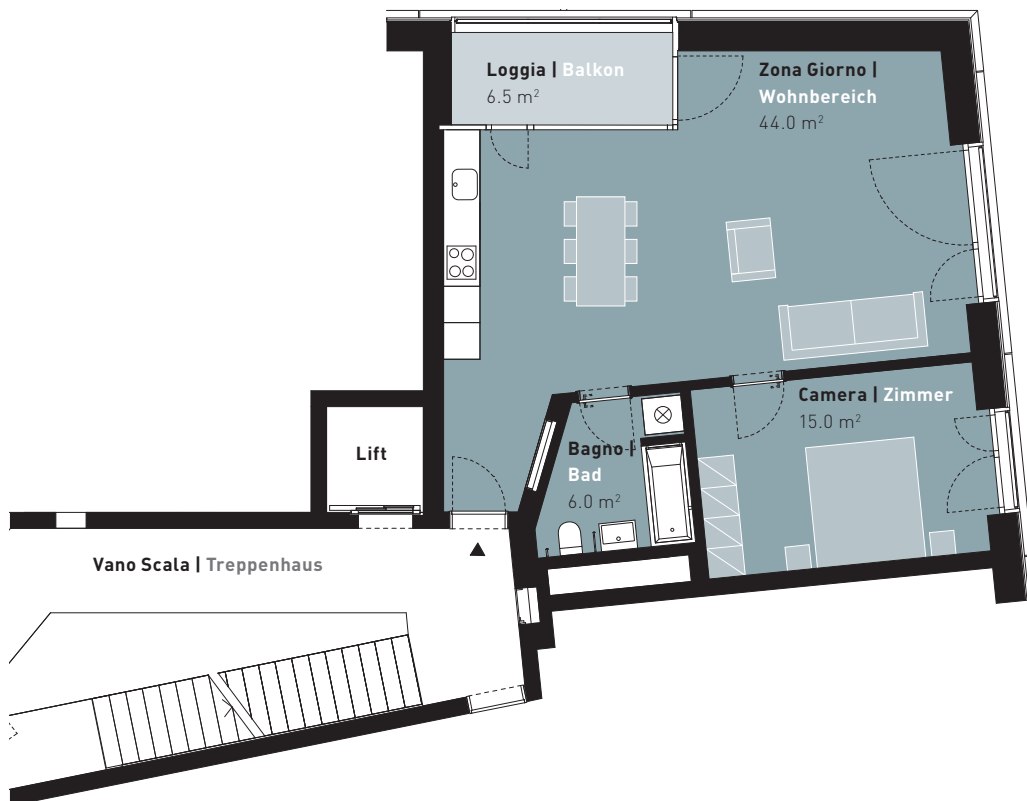 Loggia | Balkon
6.5 m²
Zona Giorno |
Wohnbereich
44.0 m²
Camera | Zimmer
15.0 m²
Bagno |
Bad
6.0 m²
Lift
Vano Scala | Treppenhaus